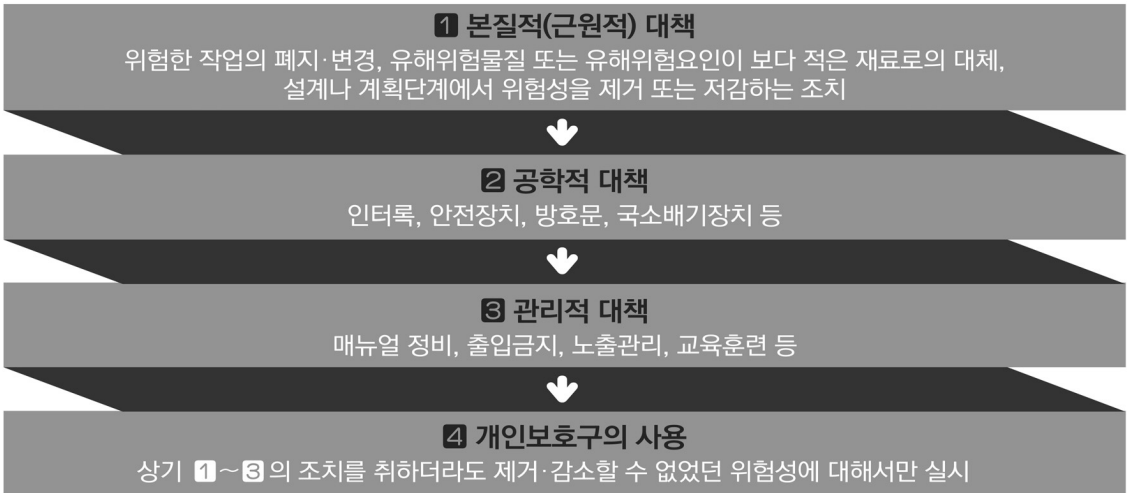 1 본질적(근원적) 대책
위험한 작업의 폐지·변경, 유해위험물질 또는 유해위험요인이 보다 적은 재료로의 대체,
설계나 계획단계에서 위험성을 제거 또는 저감하는 조치
2 공학적 대책
인터록, 안전장치, 방호문, 국소배기장치 등
3 관리적 대책
매뉴얼 정비, 출입금지, 노출관리, 교육훈련 등
4 개인보호구의 사용
상기 1~3의 조치를 취하더라도 제거·감소할 수 없었던 위험성에 대해서만 실시